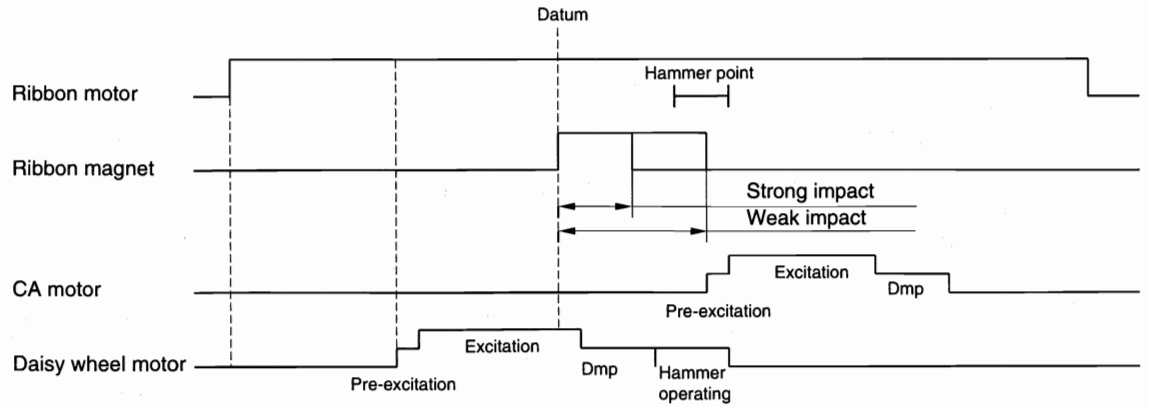 Datum
Hammer point
Ribbon motor
Ribbon magnet
Strong impact
Weak impact
Excitation
CA motor
Dmp
Pre-excitation
Excitation
Daisy wheel motor
Dmp
Hammer
operating
Pre-excitation